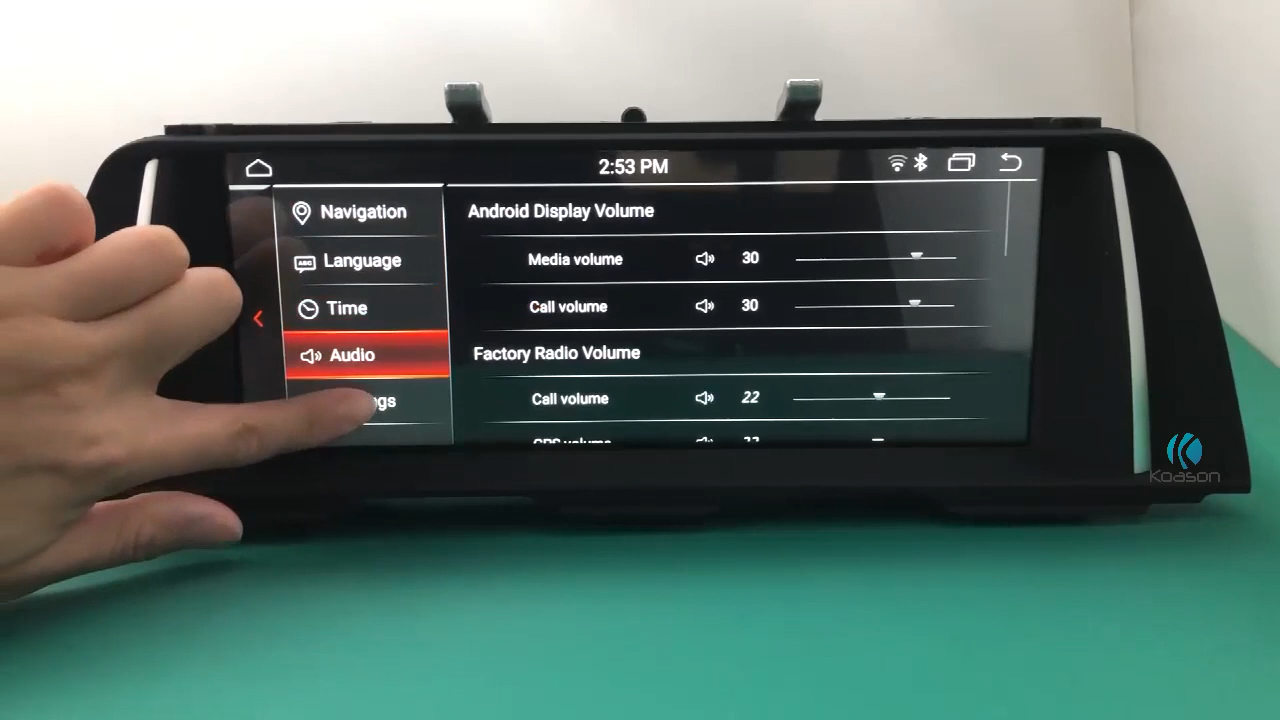 2:53 PM
Navigation
Language
Time
Audio
Android Display Volume
Media volume 30
Call volume 30
Factory Radio Volume
Call volume 22
Koason